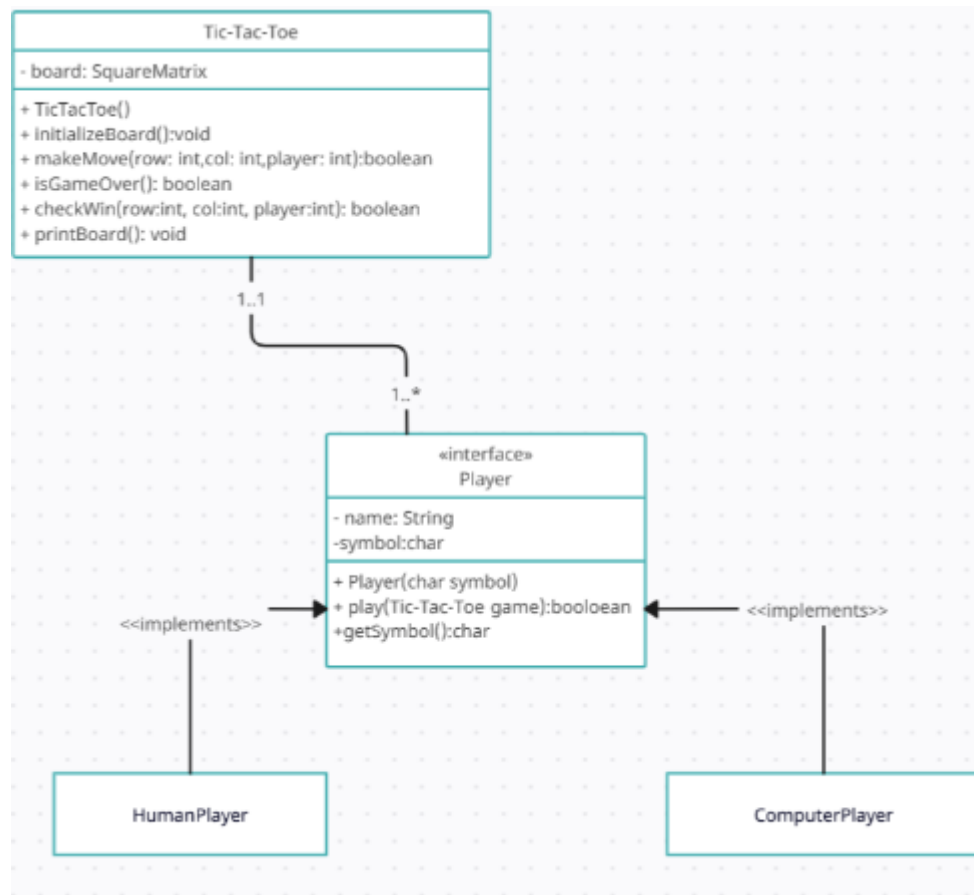 Tic-Tac-Toe
- board: SquareMatrix
+ TicTacToe()
+ initializeBoard():void
+ makeMove(row: int,col: int,player: int):boolean
+ isGameOver(): boolean
+ checkWin(row:int, col:int, player:int): boolean
+ printBoard(): void
1..1
1..*
«interface»
Player
- name: String
-symbol:char
+ Player(char symbol)
+ play(Tic-Tac-Toe game):booloean
+getSymbol():char
<<implements>>
<<implements>>
HumanPlayer
ComputerPlayer